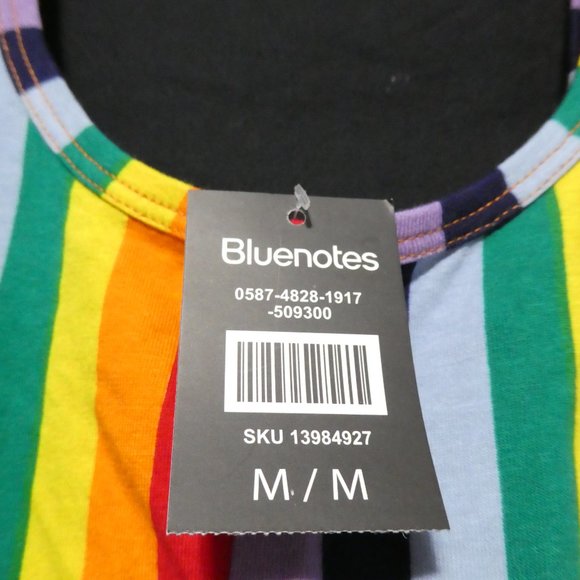 Bluenotes
0587-4828-1917
-509300
SKU 13984927
M / M